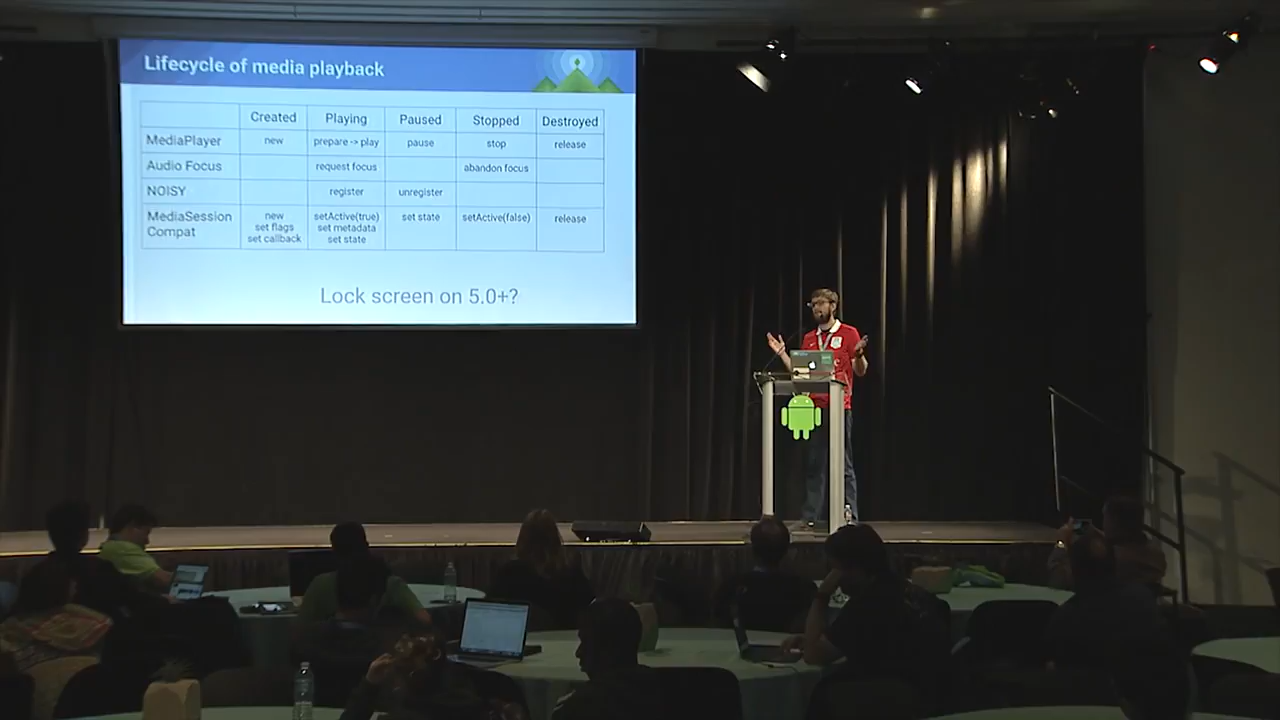 Lifecycle of media playback
Created Playing Paused Stopped Destroyed
MediaPlayer new prepare -> play pause stop release
Audio Focus request focus abandon focus
NOISY register unregister
MediaSession new setActive(true) set state setActive(false) release
Compat set flags set metadata
set callback set state
Lock screen on 5.0+?